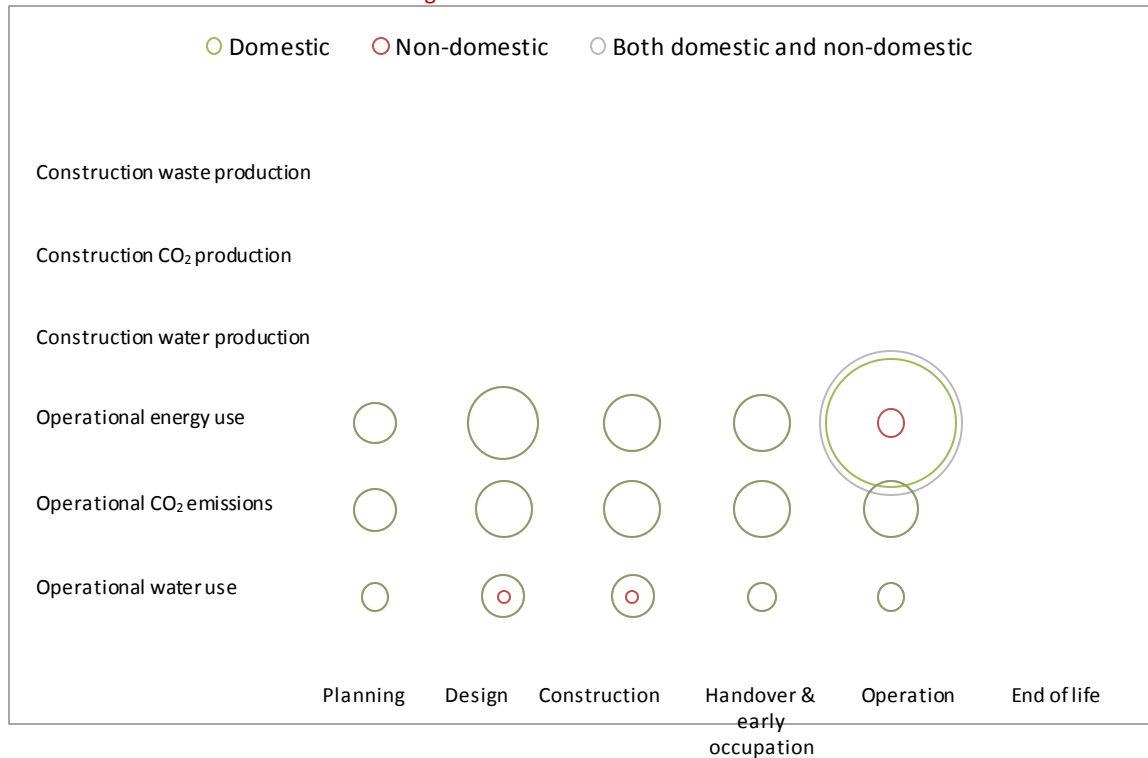 Domestic Non-domestic Both domestic and non-domestic
Construction waste production
Construction CO₂ production
Construction water production
Operational energy use
Operational CO₂ emissions
Operational water use
Planning Design Construction Handover & Operation End of life
early
occupation